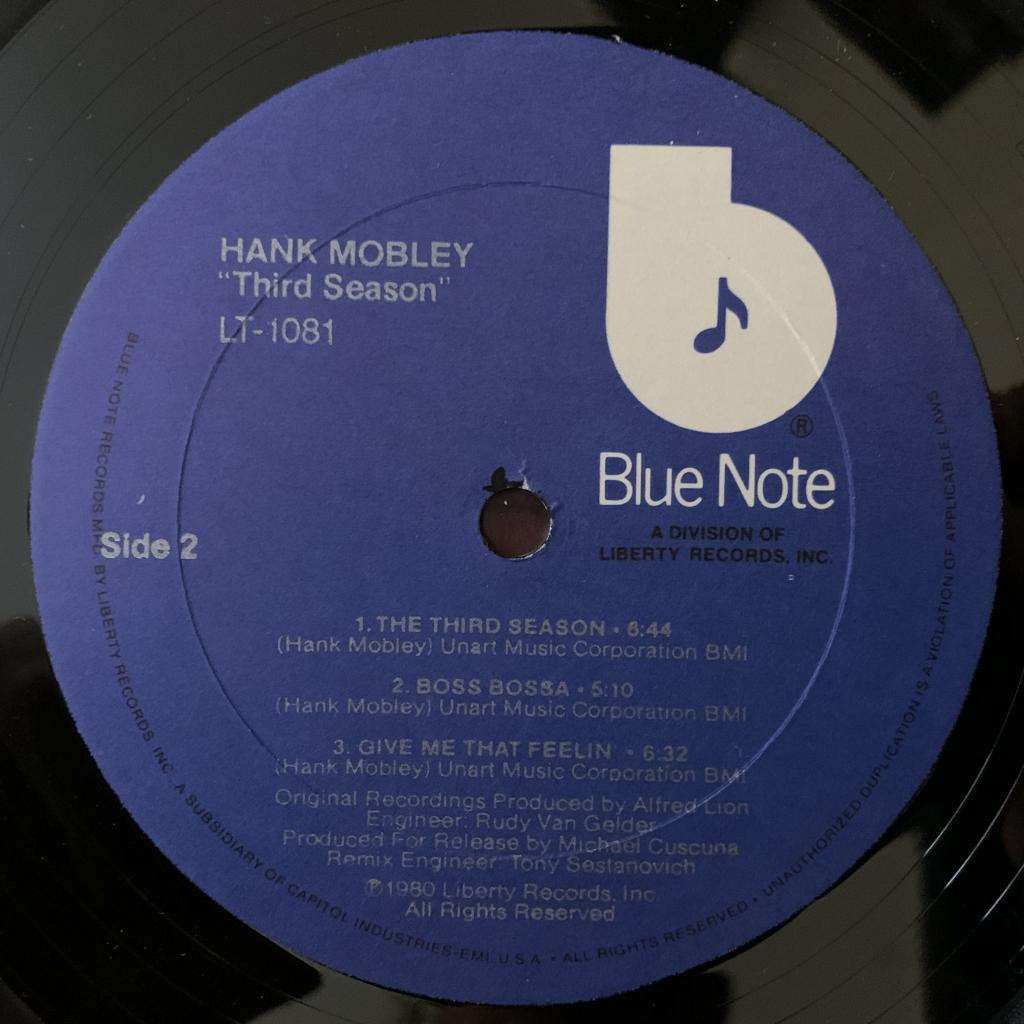 HANK MOBLEY
"Third Season"
LT-1081
®
Blue Note
A DIVISION OF
LIBERTY RECORDS, INC.
Side 2
1. THE THIRD SEASON • 6:44
(Hank Mobley) Unart Music Corporation BMI
2. BOSS BOSSA • 5:10
(Hank Mobley) Unart Music Corporation BMI
3. GIVE ME THAT FEELIN' • 6:32
(Hank Mobley) Unart Music Corporation BMI
Original Recordings Produced by Alfred Lion
Engineer: Rudy Van Gelder
Produced For Release by Michael Cuscuna
Remix Engineer: Tony Sestanovich
℗1980 Liberty Records, Inc.
All Rights Reserved
BLUE NOTE RECORDS MFD. BY LIBERTY RECORDS, INC. A SUBSIDIARY OF CAPITOL INDUSTRIES-EMI, U.S.A. • ALL RIGHTS RESERVED • UNAUTHORIZED DUPLICATION IS A VIOLATION OF APPLICABLE LAWS